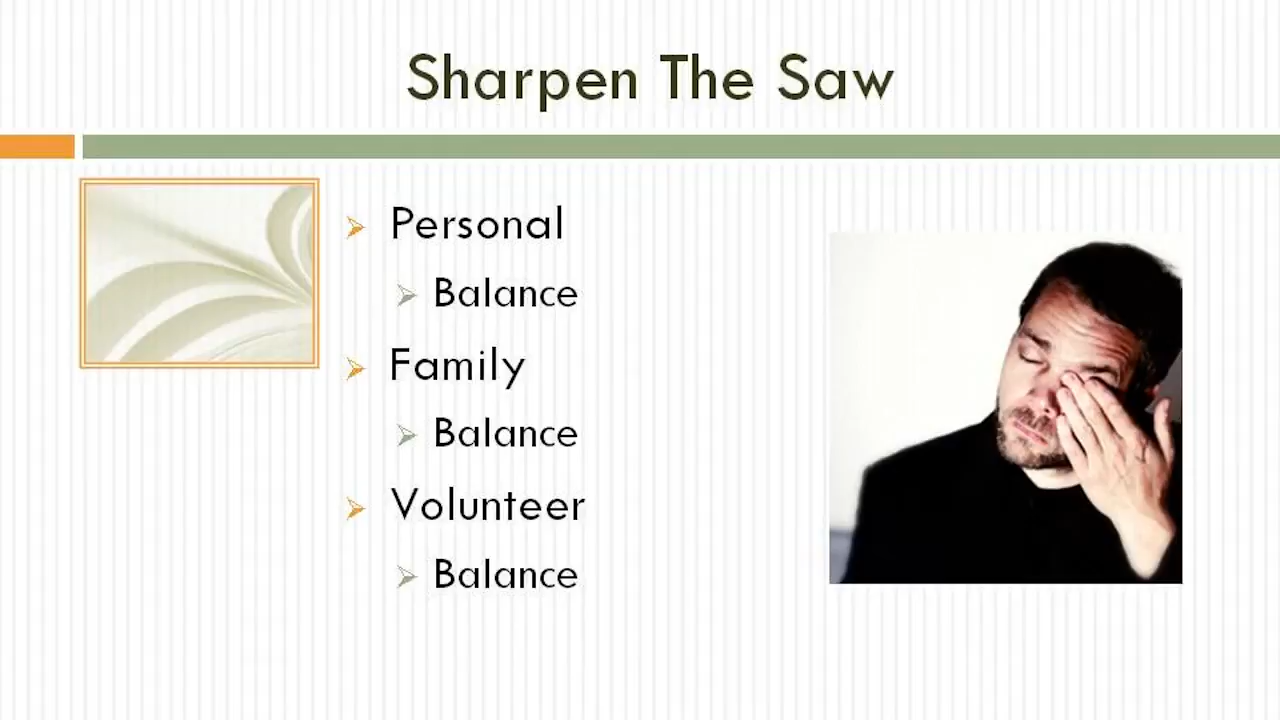 Sharpen The Saw
Personal
Balance
Family
Balance
Volunteer
Balance